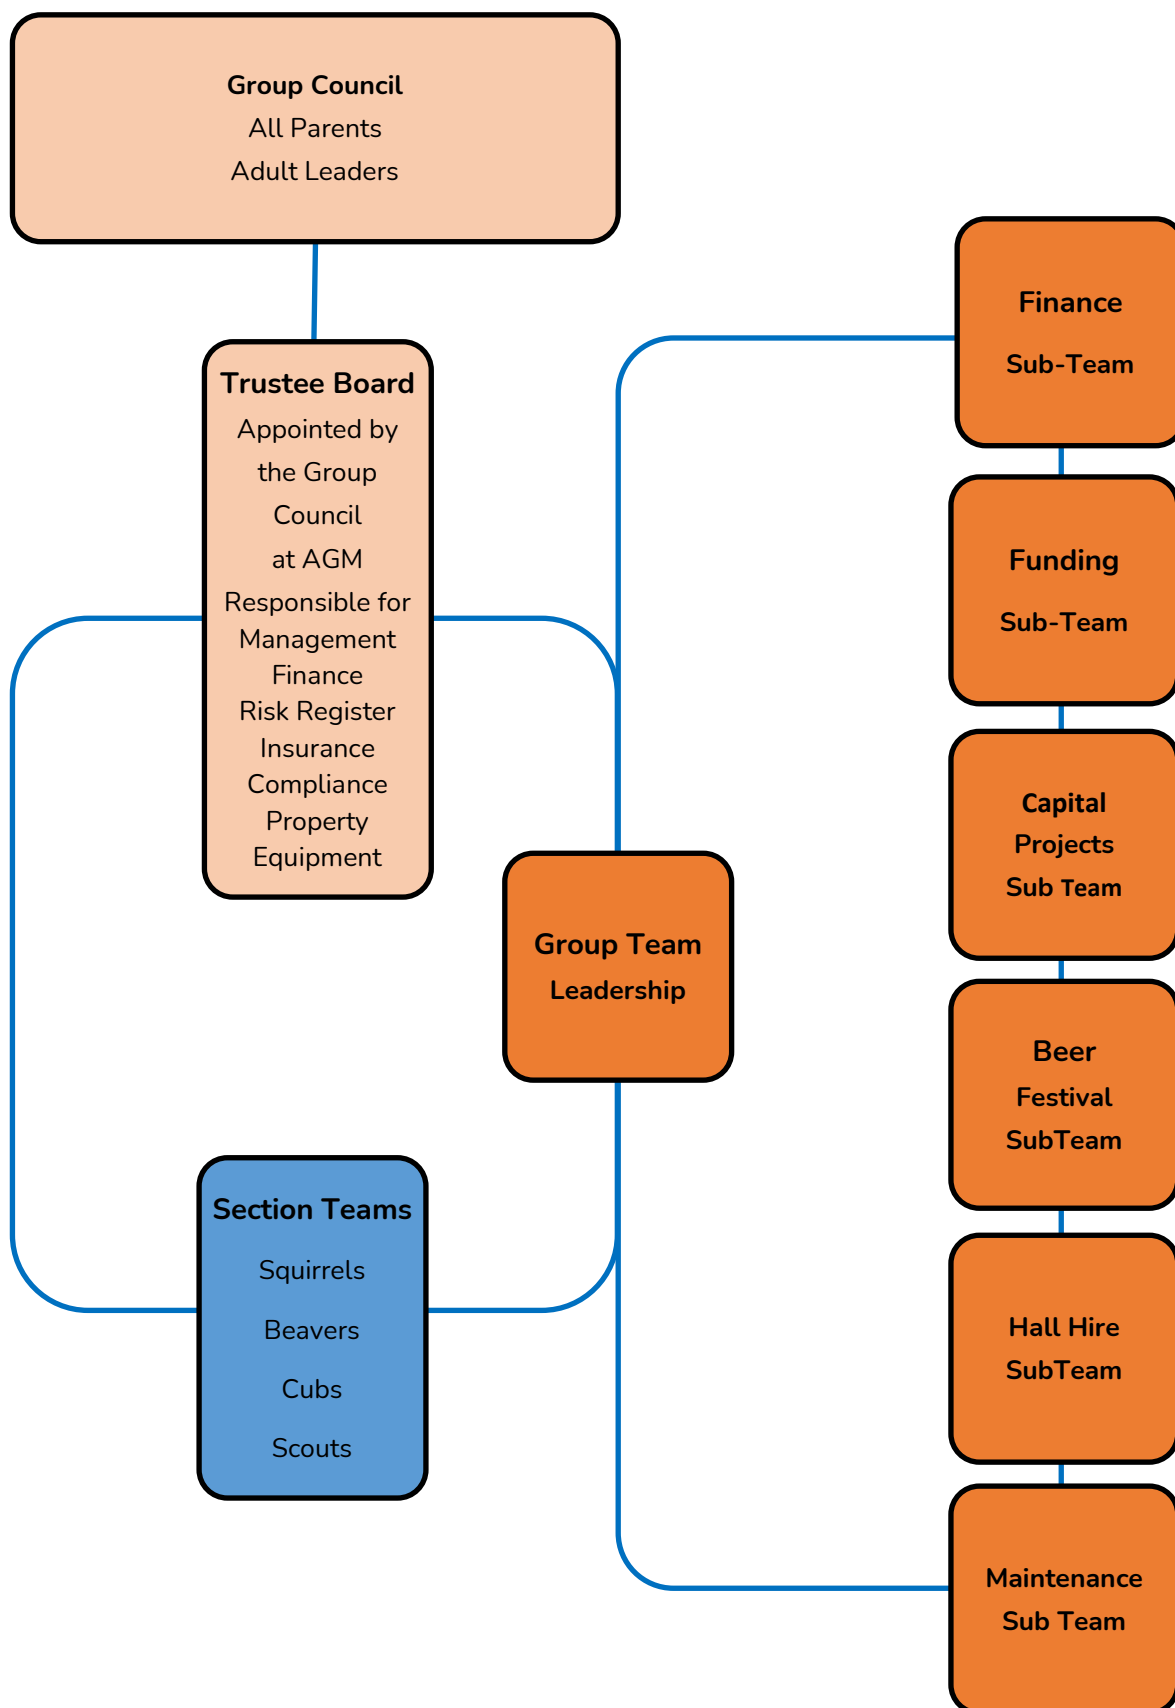 Group Council
All Parents
Adult Leaders
Trustee Board
Appointed by
the Group
Council
at AGM
Responsible for
Management
Finance
Risk Register
Insurance
Compliance
Property
Equipment
Group Team
Leadership
Section Teams
Squirrels
Beavers
Cubs
Scouts
Finance
Sub-Team
Funding
Sub-Team
Capital
Projects
Sub Team
Beer
Festival
SubTeam
Hall Hire
SubTeam
Maintenance
Sub Team